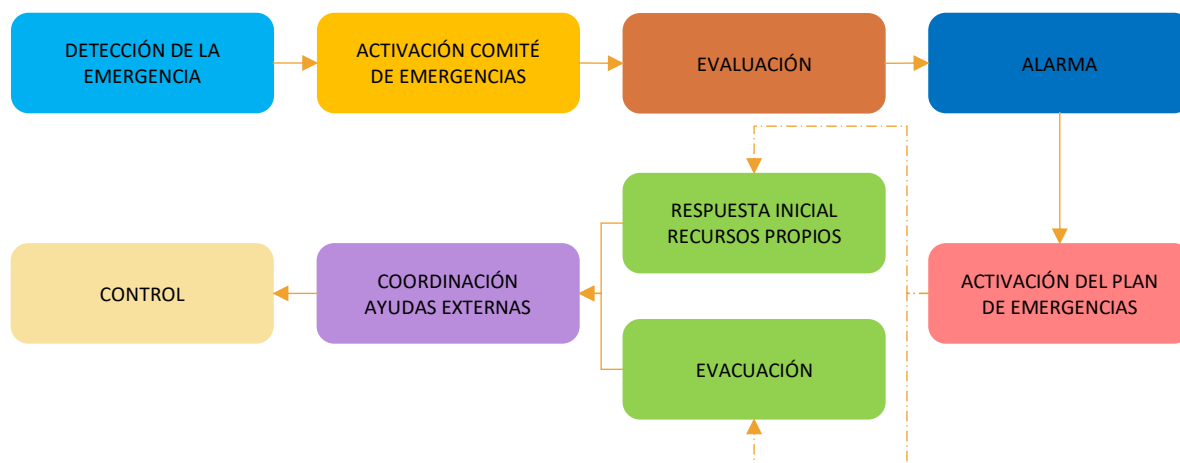 DETECCIÓN DE LA
EMERGENCIA
ACTIVACIÓN COMITÉ
DE EMERGENCIAS
EVALUACIÓN
ALARMA
RESPUESTA INICIAL
RECURSOS PROPIOS
CONTROL
COORDINACIÓN
AYUDAS EXTERNAS
ACTIVACIÓN DEL PLAN
DE EMERGENCIAS
EVACUACIÓN